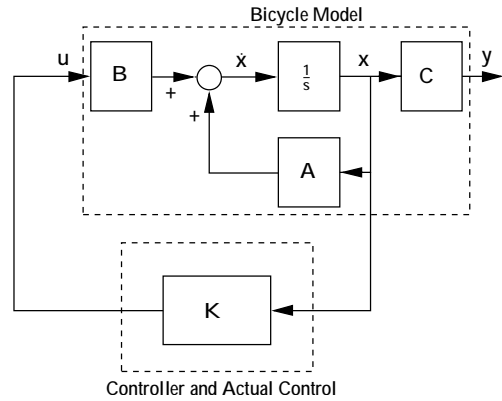 Bicycle Model
u
B
+
+
ẋ
1
s
x
C
y
A
K
Controller and Actual Control